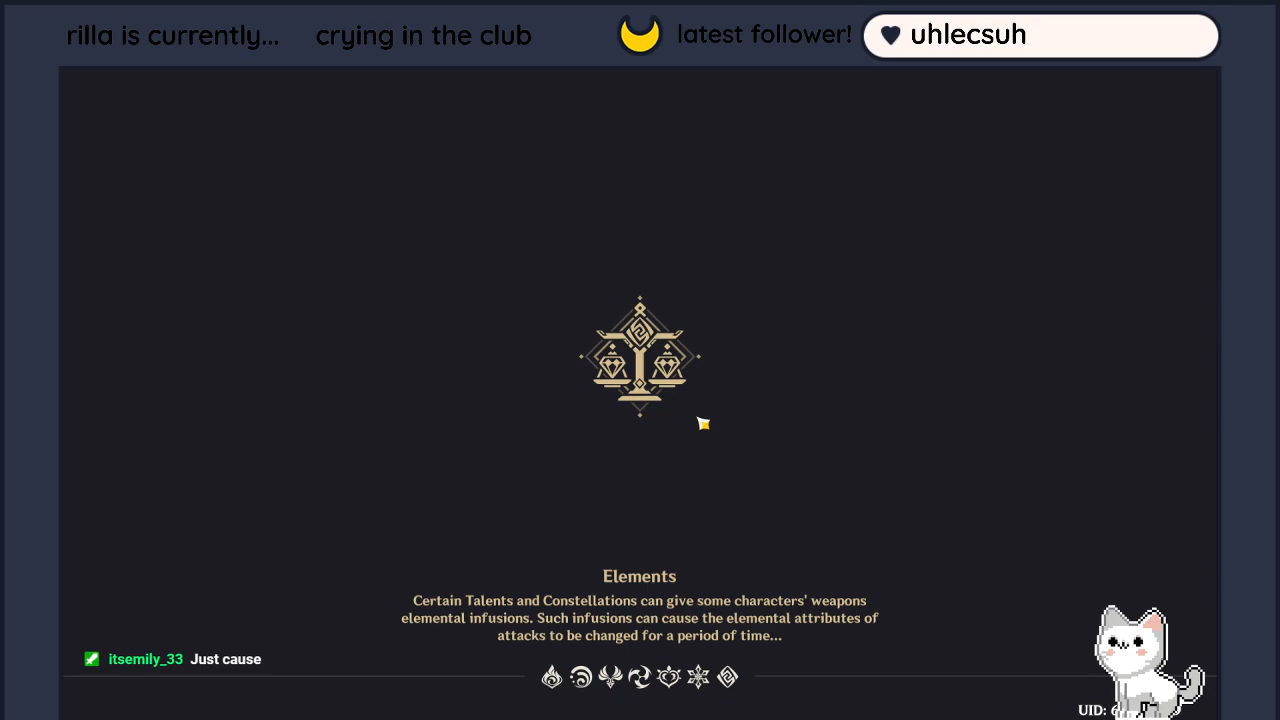 rilla is currently... crying in the club
latest follower! uhlecsuh
Elements
Certain Talents and Constellations can give some characters' weapons
elemental infusions. Such infusions can cause the elemental attributes of
attacks to be changed for a period of time...
itsemily_33 Just cause
UID: